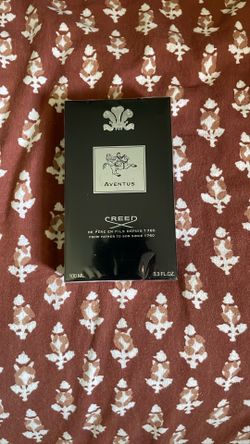 AVENTUS
CREED
DE PÈRE EN FILS DEPUIS 1760
FROM FATHER TO SON SINCE 1760
100 ML
3.3 FL.OZ.